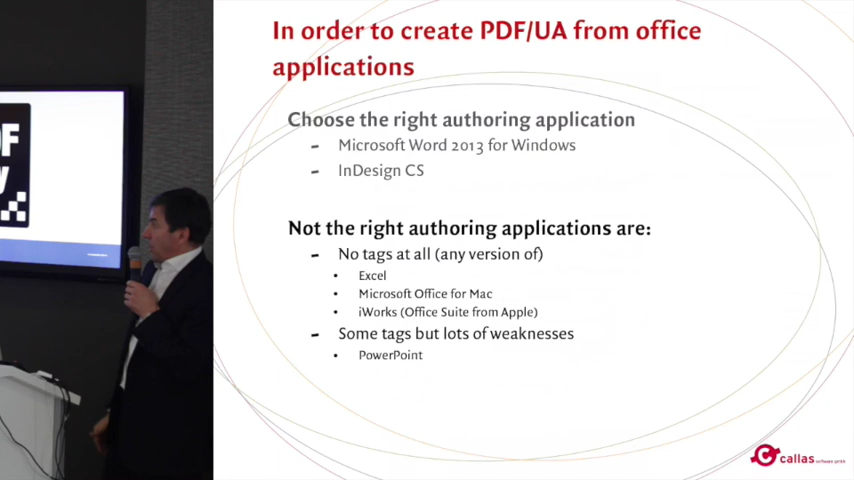 In order to create PDF/UA from office
applications
Choose the right authoring application
– Microsoft Word 2013 for Windows
– InDesign CS
Not the right authoring applications are:
– No tags at all (any version of)
• Excel
• Microsoft Office for Mac
• iWorks (Office Suite from Apple)
– Some tags but lots of weaknesses
• PowerPoint
callas software gmbh